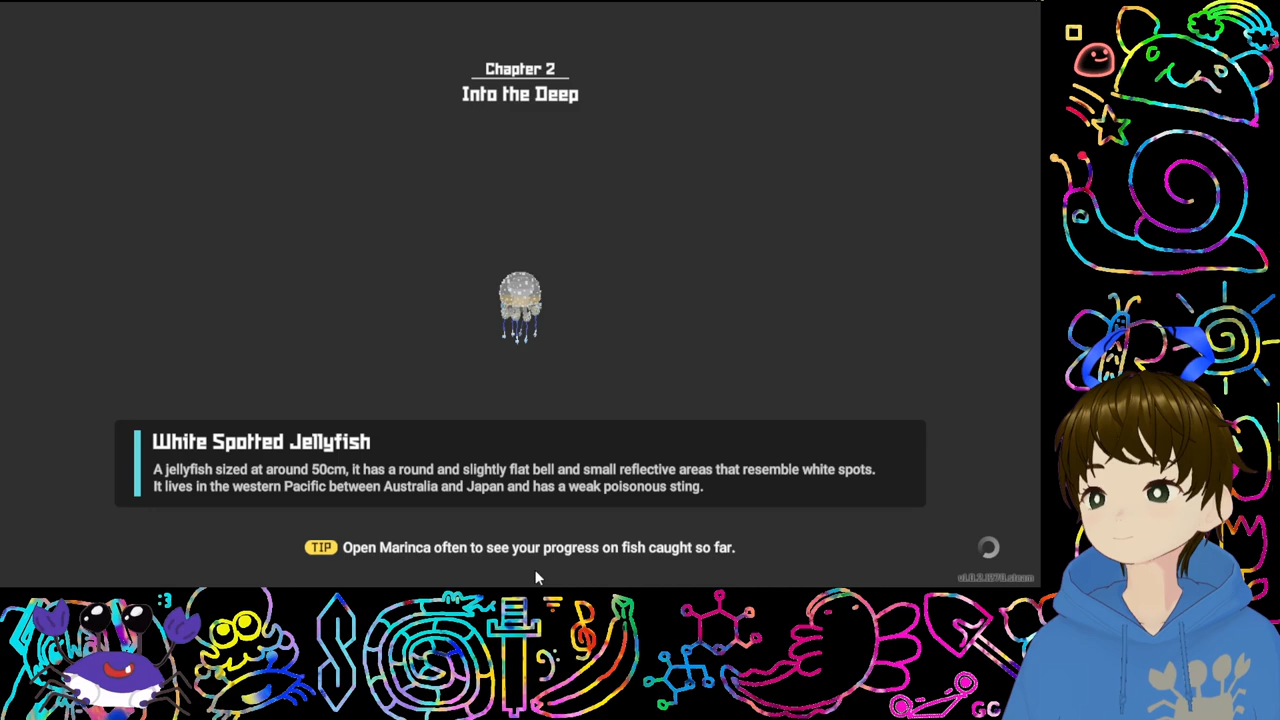 Chapter 2
Into the Deep
White Spotted Jellyfish
A jellyfish sized at around 50cm, it has a round and slightly flat bell and small reflective areas that resemble white spots.
It lives in the western Pacific between Australia and Japan and has a weak poisonous sting.
TIP Open Marinca often to see your progress on fish caught so far.
:3
GO